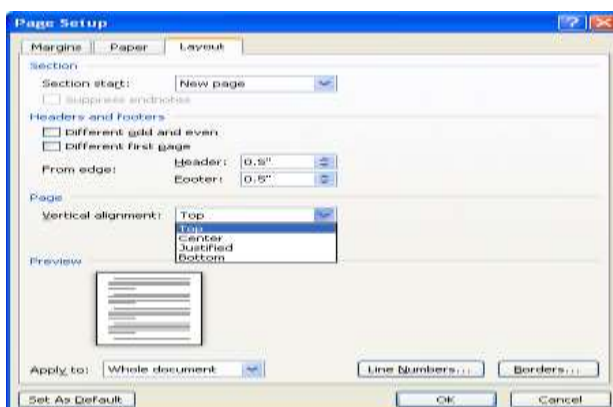 Page Setup
Margins Paper Layout
Section
Section start: New page
Suppress endnotes
Headers and footers
Different odd and even
Different first page
From edge: Header: 0.5"
Footer: 0.5"
Page
Vertical alignment: Top
Top
Center
Justified
Bottom
Preview
Apply to: Whole document Line Numbers... Borders...
Set As Default OK Cancel